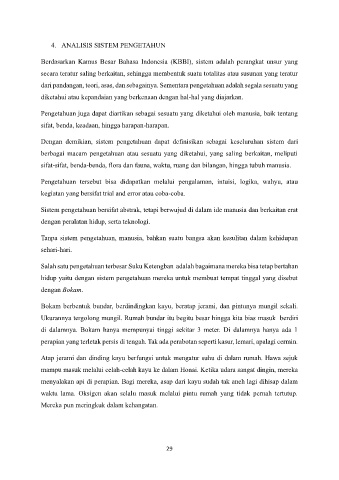 4. ANALISIS SISTEM PENGETAHUN
Berdasarkan Kamus Besar Bahasa Indonesia (KBBI), sistem adalah perangkat unsur yang
secara teratur saling berkaitan, sehingga membentuk suatu totalitas atau susunan yang teratur
dari pandangan, teori, asas, dan sebagainya. Sementara pengetahuan adalah segala sesuatu yang
diketahui atau kepandaian yang berkenaan dengan hal-hal yang diajarkan.
Pengetahuan juga dapat diartikan sebagai sesuatu yang diketahui oleh manusia, baik tentang
sifat, benda, keadaan, hingga harapan-harapan.
Dengan demikian, sistem pengetahuan dapat definisikan sebagai keseluruhan sistem dari
berbagai macam pengetahuan atau sesuatu yang diketahui, yang saling berkaitan, meliputi
sifat-sifat, benda-benda, flora dan fauna, waktu, ruang dan bilangan, hingga tubuh manusia.
Pengetahuan tersebut bisa didapatkan melalui pengalaman, intuisi, logika, wahyu, atau
kegiatan yang bersifat trial and error atau coba-coba.
Sistem pengetahuan bersifat abstrak, tetapi berwujud di dalam ide manusia dan berkaitan erat
dengan peralatan hidup, serta teknologi.
Tanpa sistem pengetahuan, manusia, bahkan suatu bangsa akan kesulitan dalam kehidupan
sehari-hari.
Salah satu pengetahuan terbesar Suku Ketengban adalah bagaimana mereka bisa tetap bertahan
hidup yaitu dengan sistem pengetahuan mereka untuk membuat tempat tinggal yang disebut
dengan Bokam.
Bokam berbentuk bundar, berdindingkan kayu, beratap jerami, dan pintunya mungil sekali.
Ukurannya tergolong mungil. Rumah bundar itu begitu besar hingga kita bisa masuk berdiri
di dalamnya. Bokam hanya mempunyai tinggi sekitar 3 meter. Di dalamnya hanya ada 1
perapian yang terletak persis di tengah. Tak ada perabotan seperti kasur, lemari, apalagi cermin.
Atap jerami dan dinding kayu berfungsi untuk mengatur suhu di dalam rumah. Hawa sejuk
mampu masuk melalui celah-celah kayu ke dalam Honai. Ketika udara sangat dingin, mereka
menyalakan api di perapian. Bagi mereka, asap dari kayu sudah tak aneh lagi dihisap dalam
waktu lama. Oksigen akan selalu masuk melalui pintu rumah yang tidak pernah tertutup.
Mereka pun meringkuk dalam kehangatan.
29